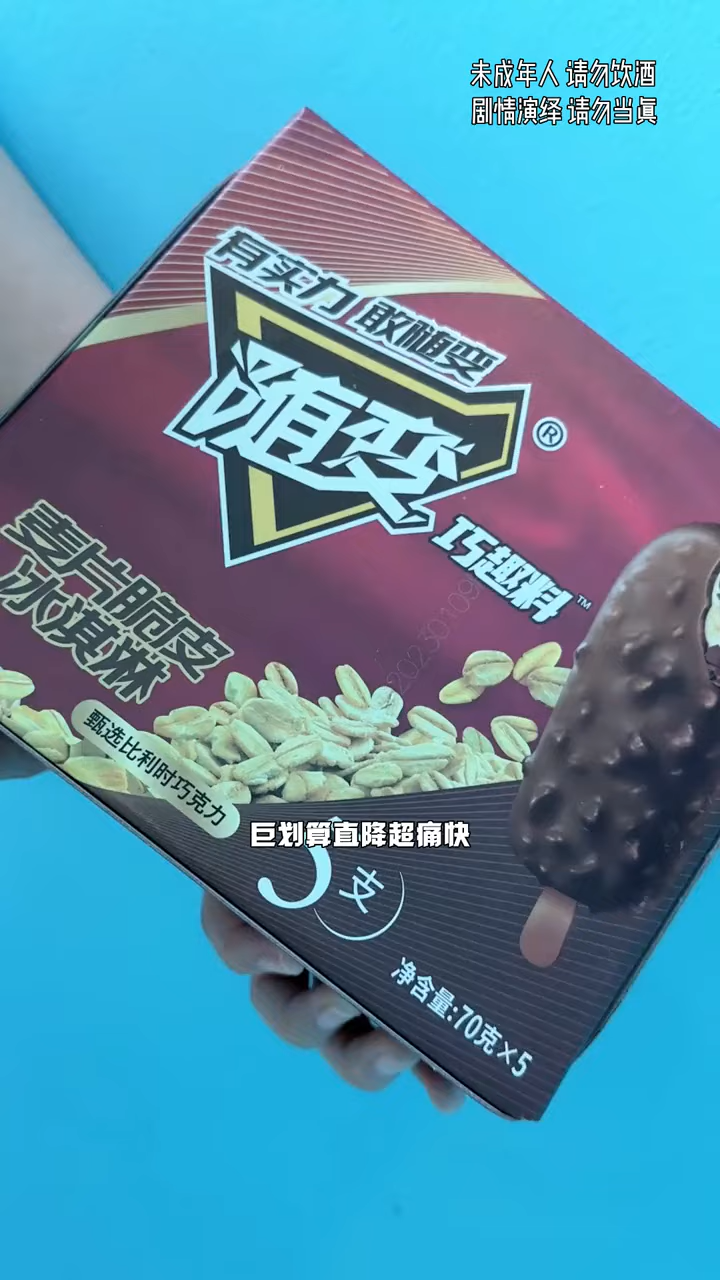 未成年人 请勿饮酒
剧情演绎 请勿当真
有实力 敢随变
随变®
巧趣料™
麦片脆皮
冰淇淋
20230109
甄选比利时巧克力
巨划算直降超痛快
5支
净含量:70克×5